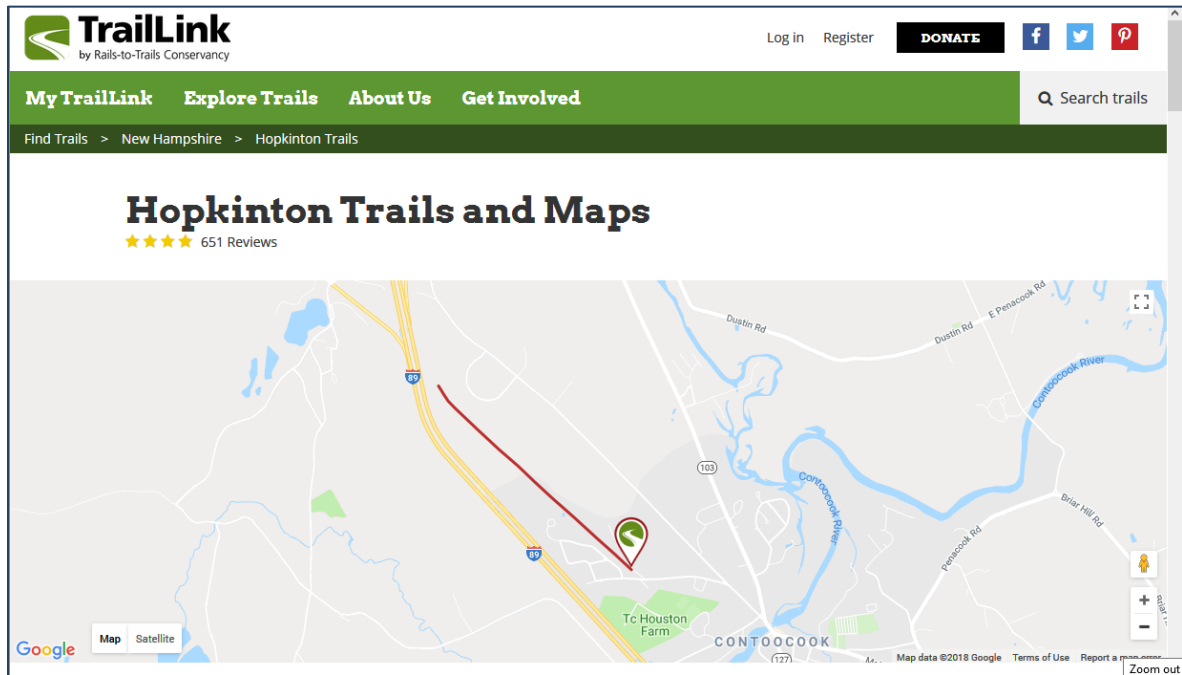 TrailLink
by Rails-to-Trails Conservancy
Log in Register DONATE
My TrailLink Explore Trails About Us Get Involved Search trails
Find Trails > New Hampshire > Hopkinton Trails
Hopkinton Trails and Maps
651 Reviews
Dustin Rd
E Penacook Rd
Dustin Rd
Contoocook River
89
103
Contoocook River
Briar Hill Rd
89
Penacook Rd
Tc Houston
Farm
CONTOOCOOK
127
Map Satellite
Google
Map data ©2018 Google Terms of Use Report a map error
Zoom out